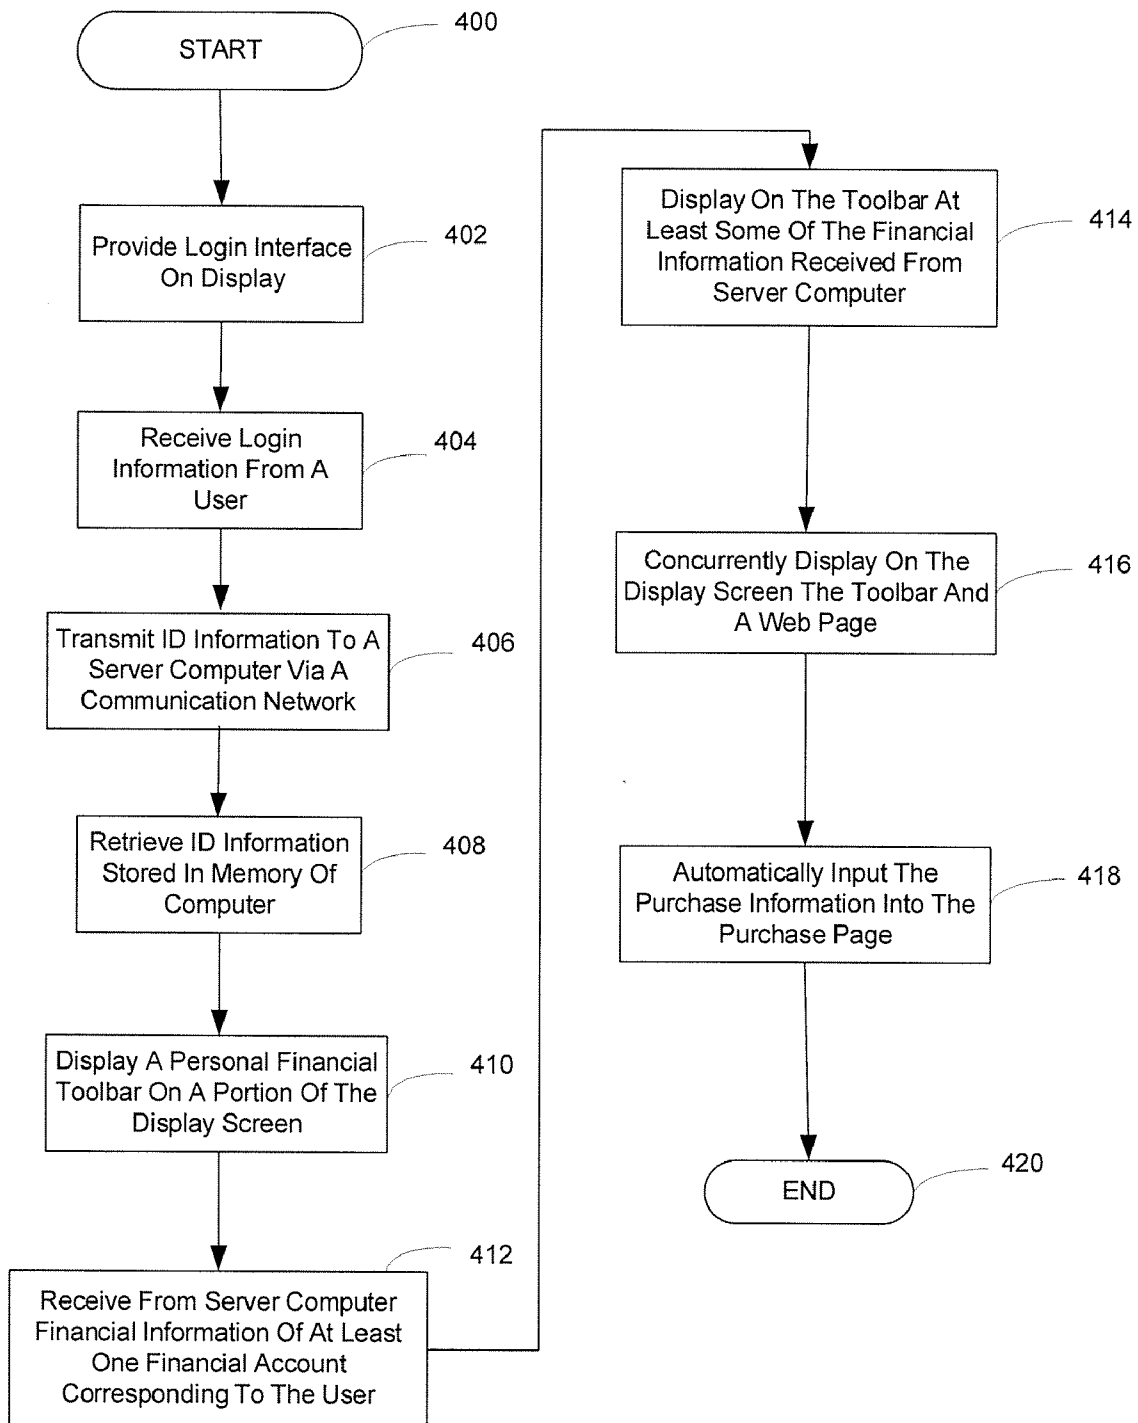 START
400
Provide Login Interface
On Display
402
Receive Login
Information From A
User
404
Transmit ID Information To A
Server Computer Via A
Communication Network
406
Retrieve ID Information
Stored In Memory Of
Computer
408
Display A Personal Financial
Toolbar On A Portion Of The
Display Screen
410
412
Receive From Server Computer
Financial Information Of At Least
One Financial Account
Corresponding To The User
Display On The Toolbar At
Least Some Of The Financial
Information Received From
Server Computer
414
Concurrently Display On The
Display Screen The Toolbar And
A Web Page
416
Automatically Input The
Purchase Information Into The
Purchase Page
418
END
420